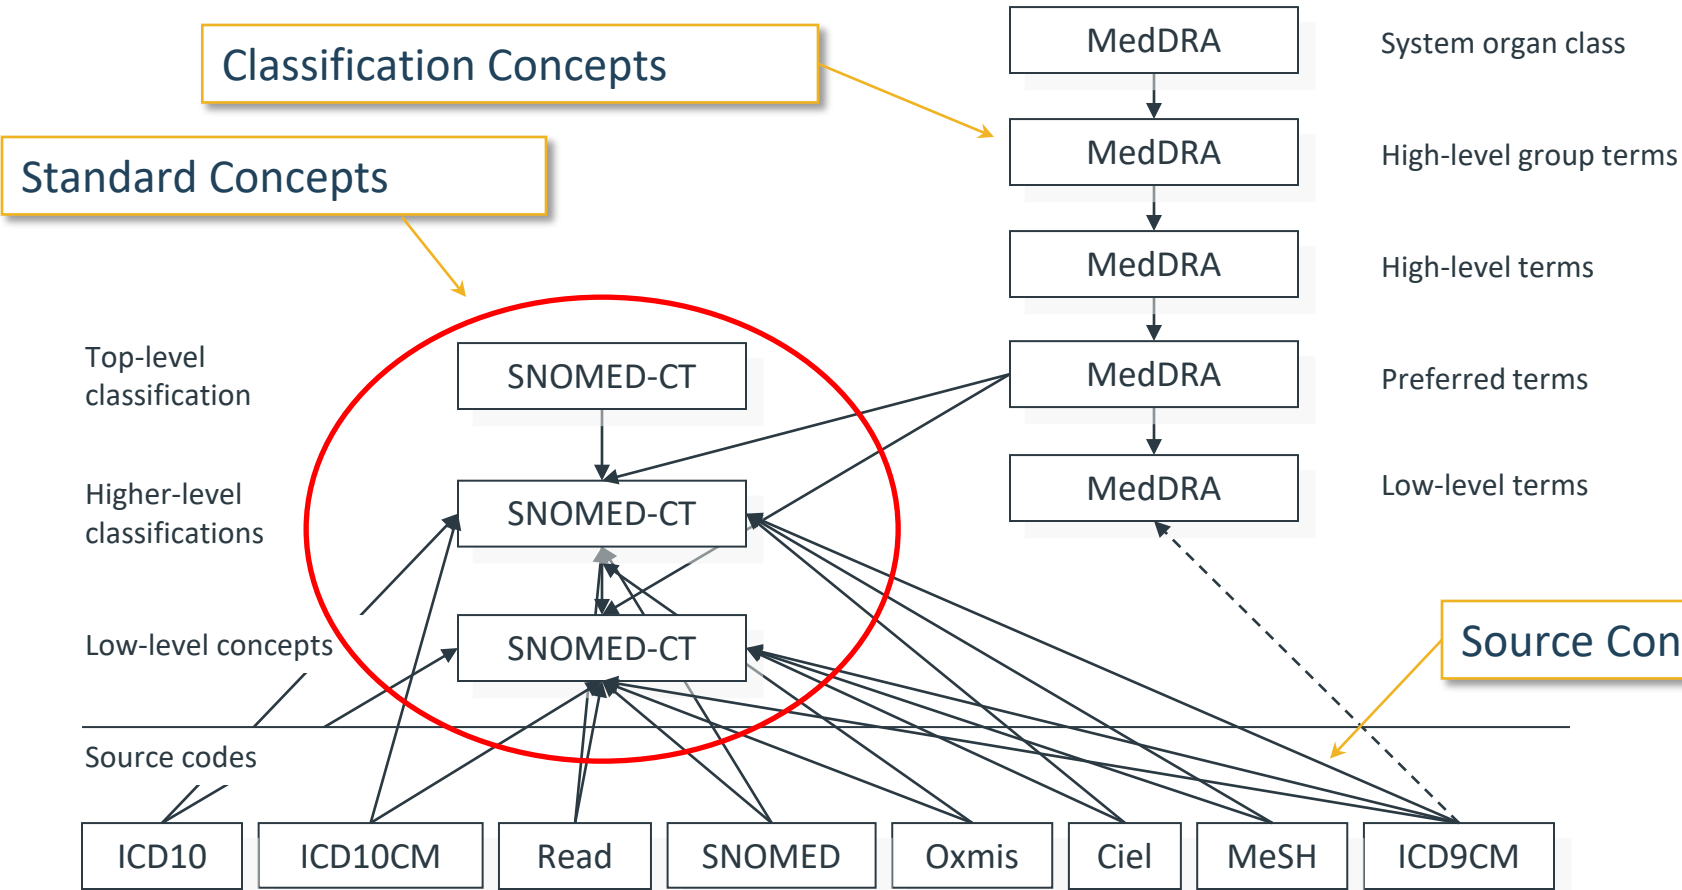 Classification Concepts
MedDRA
System organ class
Standard Concepts
MedDRA
High-level group terms
MedDRA
High-level terms
Top-level
classification
SNOMED-CT
MedDRA
Preferred terms
Higher-level
classifications
SNOMED-CT
MedDRA
Low-level terms
Low-level concepts
SNOMED-CT
Source Con
Source codes
ICD10
ICD10CM
Read
SNOMED
Oxmis
Ciel
MeSH
ICD9CM